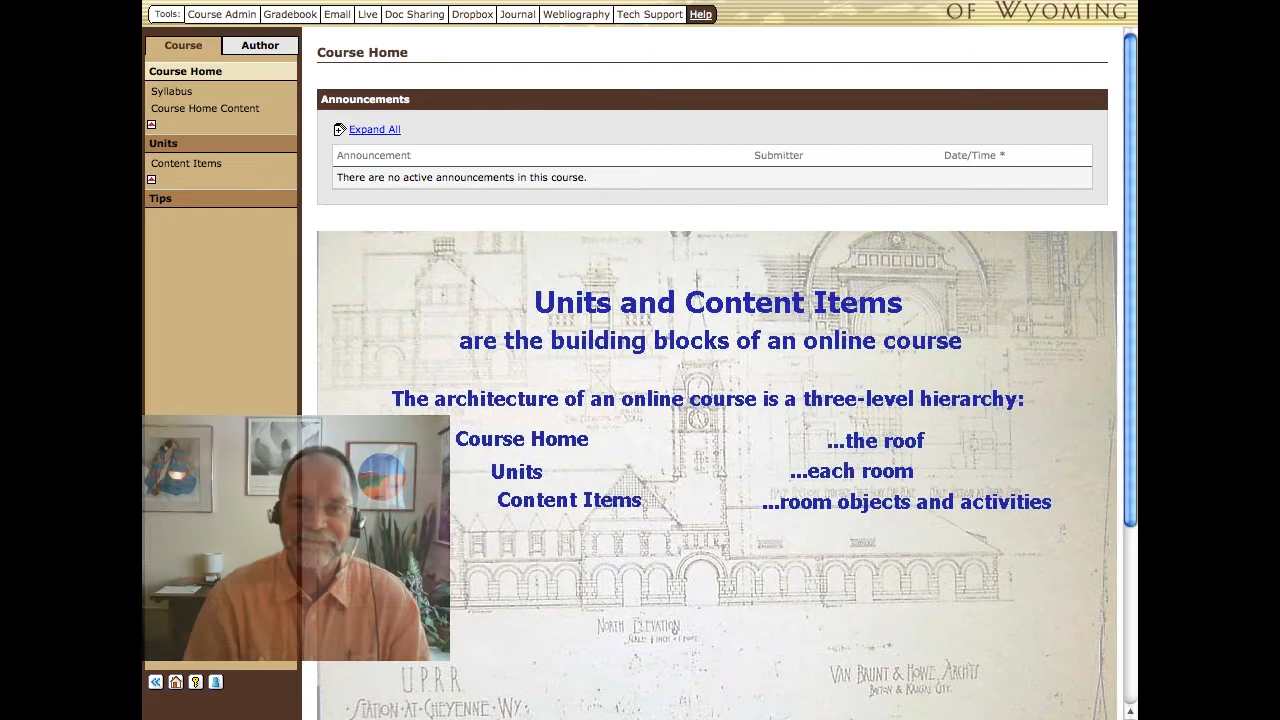 Tools: Course Admin Gradebook Email Live Doc Sharing Dropbox Journal Webliography Tech Support Help
OF WYOMING
Course Author
Course Home
Syllabus
Course Home Content
Units
Content Items
Tips
Course Home
Announcements
Expand All
Announcement Submitter Date/Time *
There are no active announcements in this course.
Units and Content Items
are the building blocks of an online course
The architecture of an online course is a three-level hierarchy:
Course Home ...the roof
Units ...each room
Content Items ...room objects and activities
NORTH ELEVATION
U.P.R.R.
STATION · AT · CHEYENNE · WY ·
VAN BRUNT & HOWE, ARCHTS
BOSTON & KANSAS CITY.